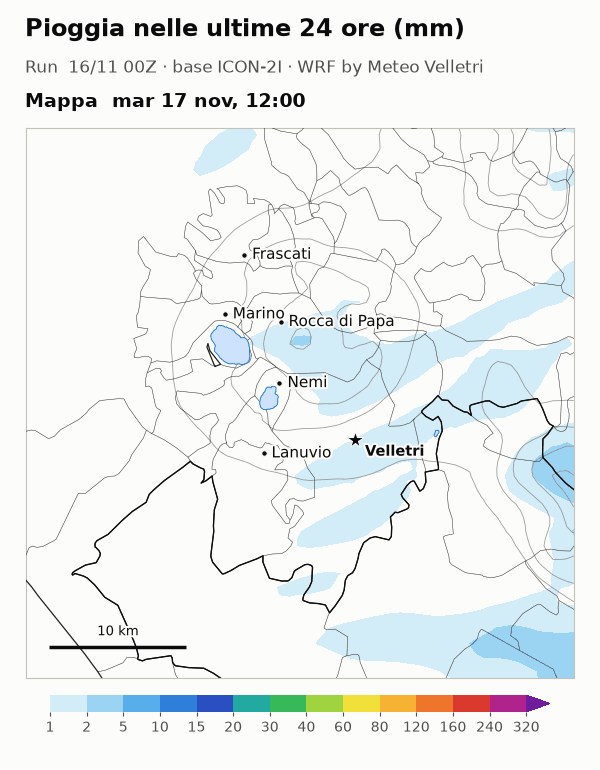 Pioggia nelle ultime 24 ore (mm)
Run  16/11 00Z · base ICON-2I · WRF by Meteo Velletri
Mappa  mar 17 nov, 12:00
Frascati
Marino
Rocca di Papa
Nemi
Velletri
Lanuvio
10 km
1 2 5 10 15 20 30 40 60 80 120 160 240 320